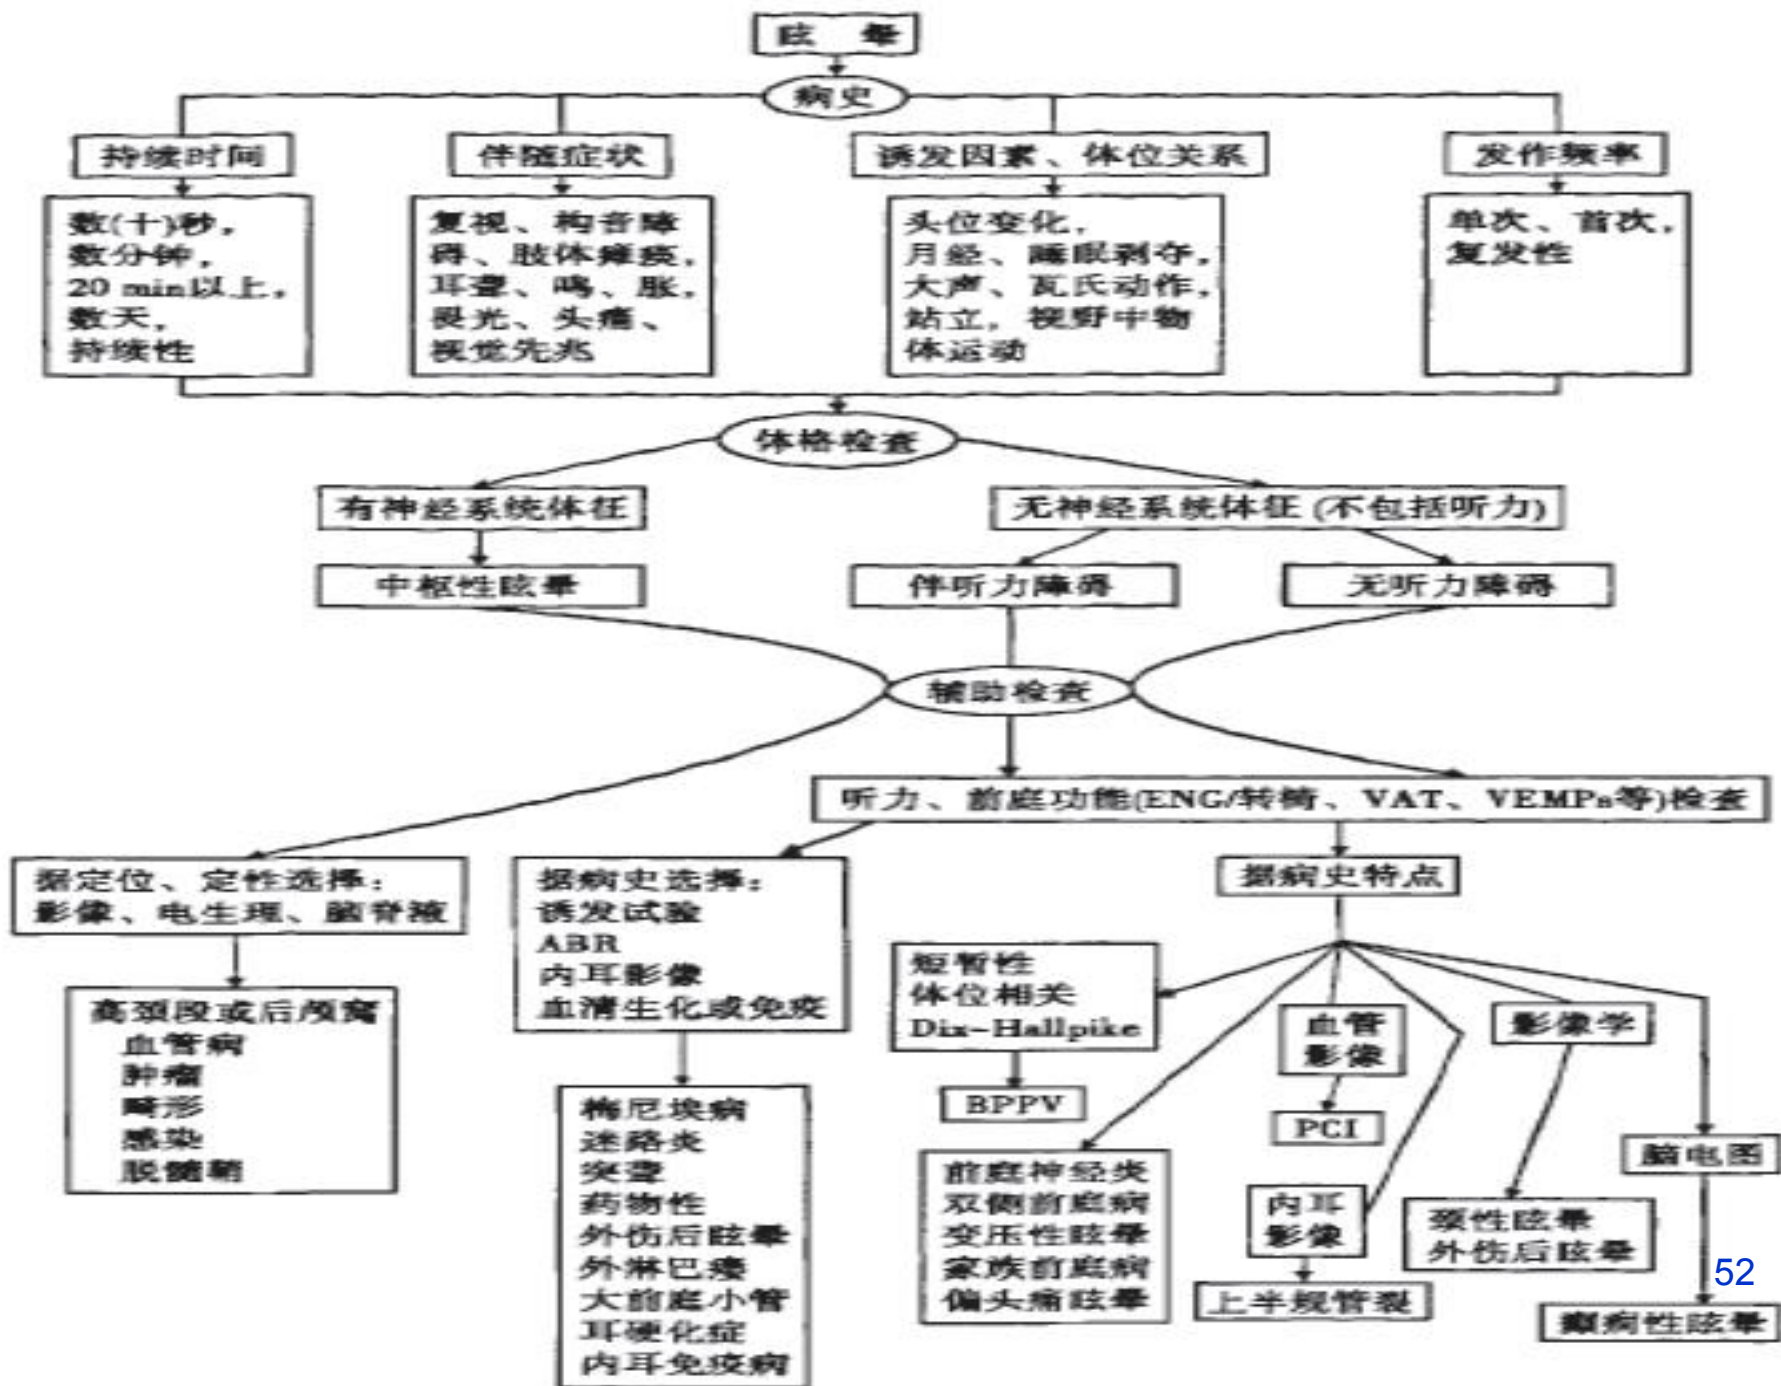 眩 晕
病史
持续时间
伴随症状
诱发因素、体位关系
发作频率
数(十)秒，
数分钟，
20 min以上，
数天，
持续性
复视、构音障
碍、肢体瘫痪，
耳聋、鸣、胀，
畏光、头痛、
视觉先兆
头位变化，
月经、睡眠剥夺，
大声、瓦氏动作，
站立，视野中物
体运动
单次、首次，
复发性
体格检查
有神经系统体征
无神经系统体征 (不包括听力)
中枢性眩晕
伴听力障碍
无听力障碍
辅助检查
听力、前庭功能(ENG/转椅、VAT、VEMPs等)检查
据定位、定性选择：
影像、电生理、脑脊液
高颈段或后颅窝
血管病
肿瘤
畸形
感染
脱髓鞘
据病史选择：
诱发试验
ABR
内耳影像
血清生化或免疫
梅尼埃病
迷路炎
突聋
药物性
外伤后眩晕
外淋巴瘘
大前庭小管
耳硬化症
内耳免疫病
据病史特点
短暂性
体位相关
Dix-Hallpike
BPPV
前庭神经炎
双侧前庭病
变压性眩晕
家族前庭病
偏头痛眩晕
血管
影像
PCI
内耳
影像
上半规管裂
影像学
颈性眩晕
外伤后眩晕
脑电图
癫痫性眩晕
52